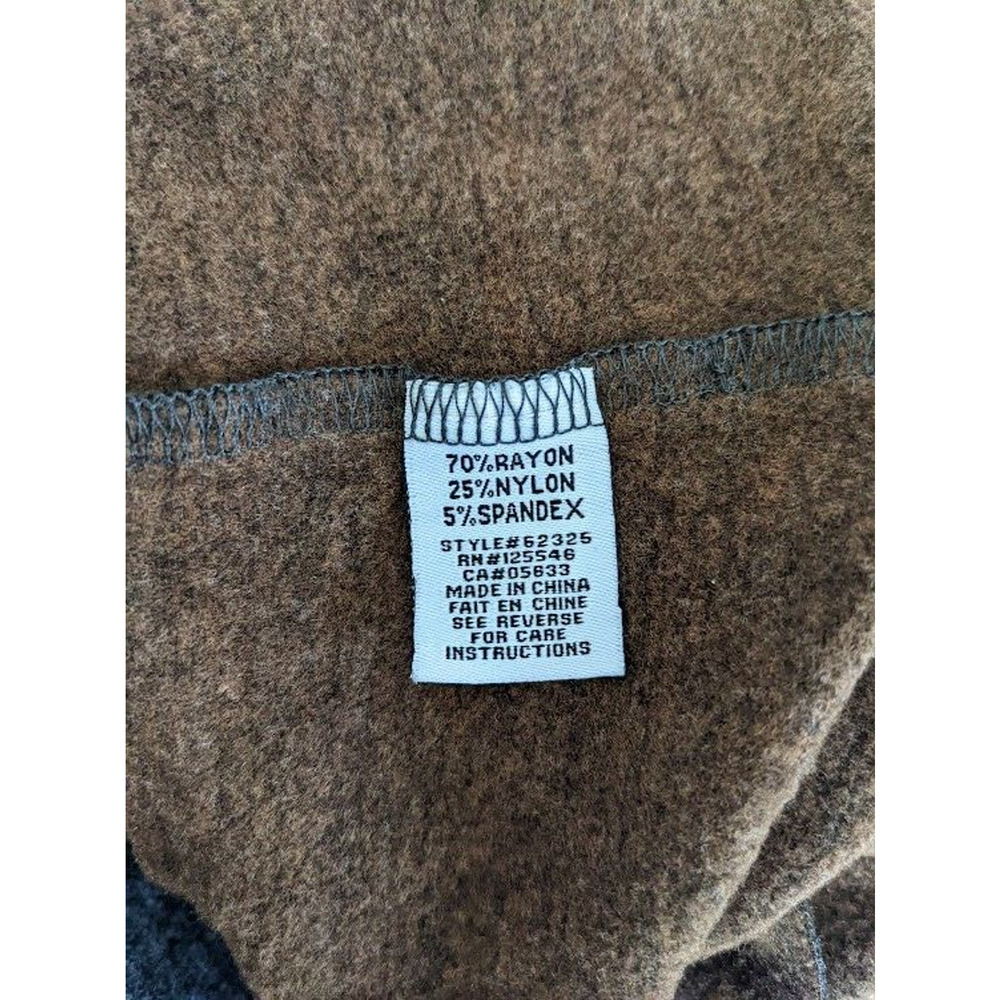 70%RAYON
25%NYLON
5%SPANDEX
STYLE#62325
RN#125546
CA#05633
MADE IN CHINA
FAIT EN CHINE
SEE REVERSE
FOR CARE
INSTRUCTIONS